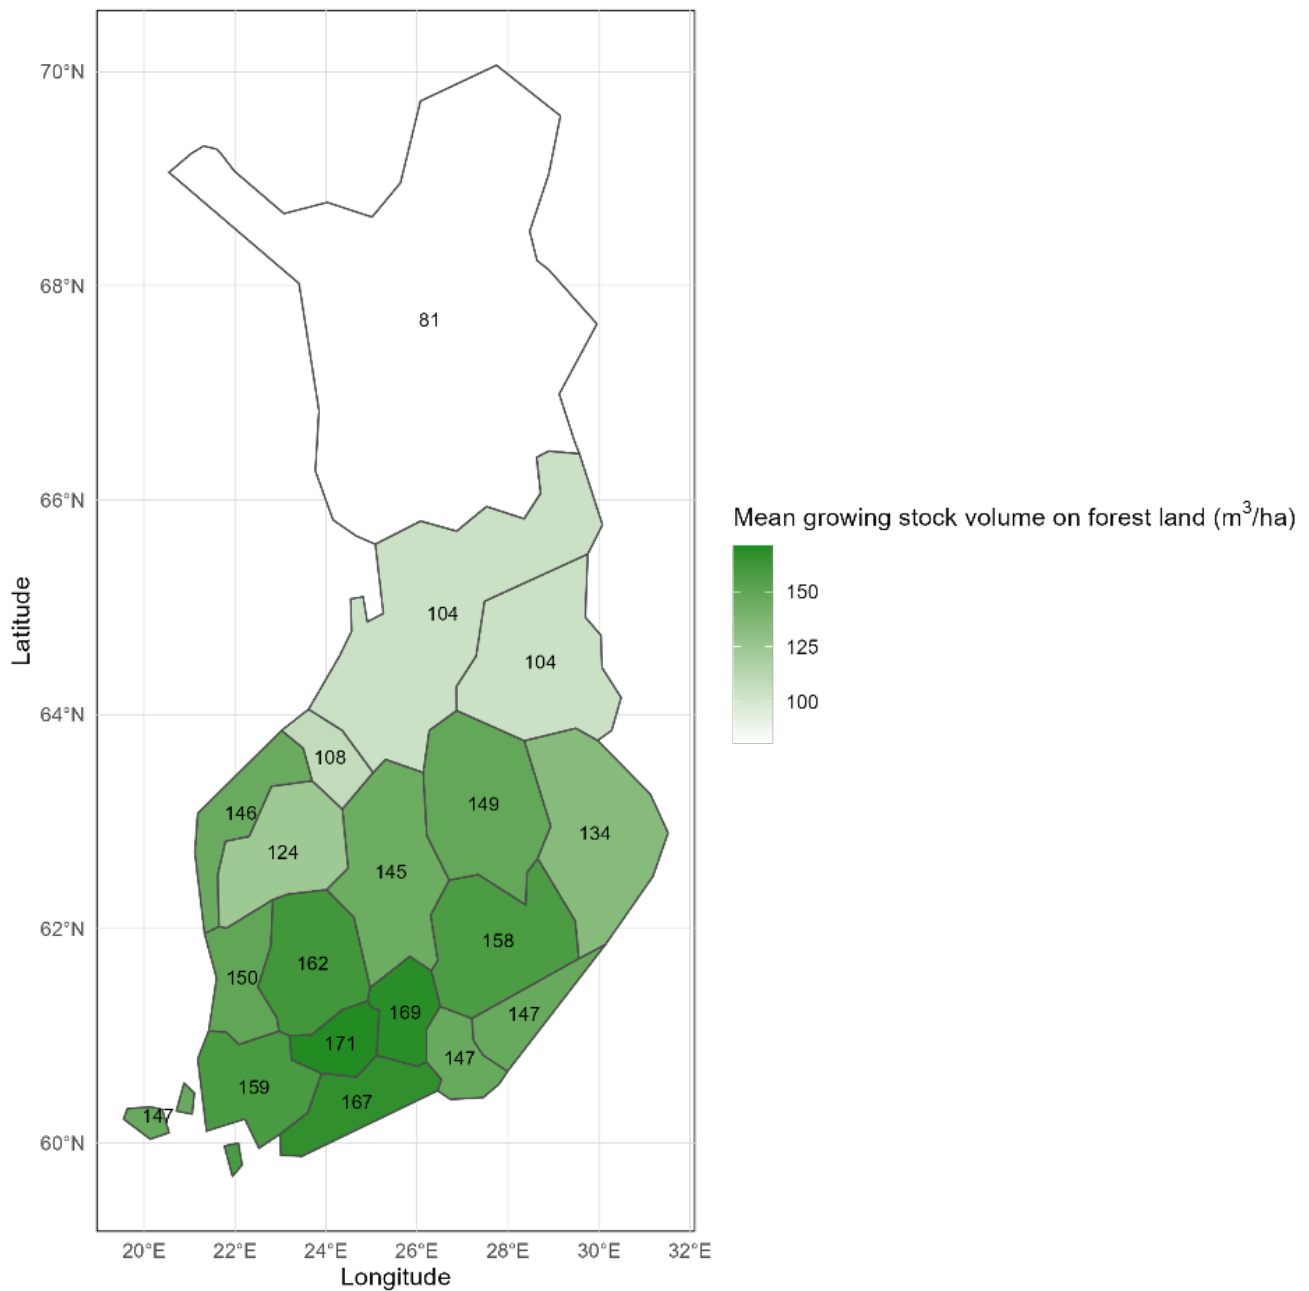 70°N
68°N
81
66°N
Mean growing stock volume on forest land (m³/ha)
150
125
100
Latitude
104
104
64°N
108
146
149
134
124
145
62°N
158
162
150
169
147
171
147
159
167
147
60°N
20°E 22°E 24°E 26°E 28°E 30°E 32°E
Longitude